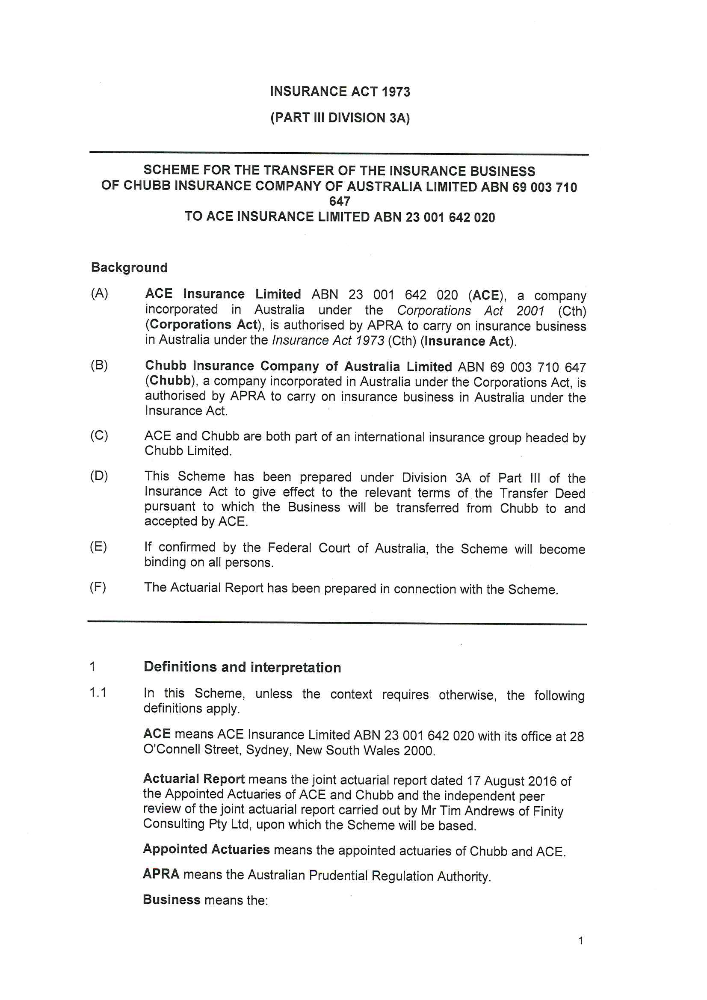 INSURANCE ACT 1973
(PART III DIVISION 3A)
SCHEME FOR THE TRANSFER OF THE INSURANCE BUSINESS
OF CHUBB INSURANCE COMPANY OF AUSTRALIA LIMITED ABN 69 003 710
647
TO ACE INSURANCE LIMITED ABN 23 001 642 020
Background
(A) ACE Insurance Limited ABN 23 001 642 020 (ACE), a company
incorporated in Australia under the Corporations Act 2001 (Cth)
(Corporations Act), is authorised by APRA to carry on insurance business
in Australia under the Insurance Act 1973 (Cth) (Insurance Act).
(B) Chubb Insurance Company of Australia Limited ABN 69 003 710 647
(Chubb), a company incorporated in Australia under the Corporations Act, is
authorised by APRA to carry on insurance business in Australia under the
Insurance Act.
(C) ACE and Chubb are both part of an international insurance group headed by
Chubb Limited.
(D) This Scheme has been prepared under Division 3A of Part III of the
Insurance Act to give effect to the relevant terms of the Transfer Deed
pursuant to which the Business will be transferred from Chubb to and
accepted by ACE.
(E) If confirmed by the Federal Court of Australia, the Scheme will become
binding on all persons.
(F) The Actuarial Report has been prepared in connection with the Scheme.
1 Definitions and interpretation
1.1 In this Scheme, unless the context requires otherwise, the following
definitions apply.
ACE means ACE Insurance Limited ABN 23 001 642 020 with its office at 28
O'Connell Street, Sydney, New South Wales 2000.
Actuarial Report means the joint actuarial report dated 17 August 2016 of
the Appointed Actuaries of ACE and Chubb and the independent peer
review of the joint actuarial report carried out by Mr Tim Andrews of Finity
Consulting Pty Ltd, upon which the Scheme will be based.
Appointed Actuaries means the appointed actuaries of Chubb and ACE.
APRA means the Australian Prudential Regulation Authority.
Business means the:
1